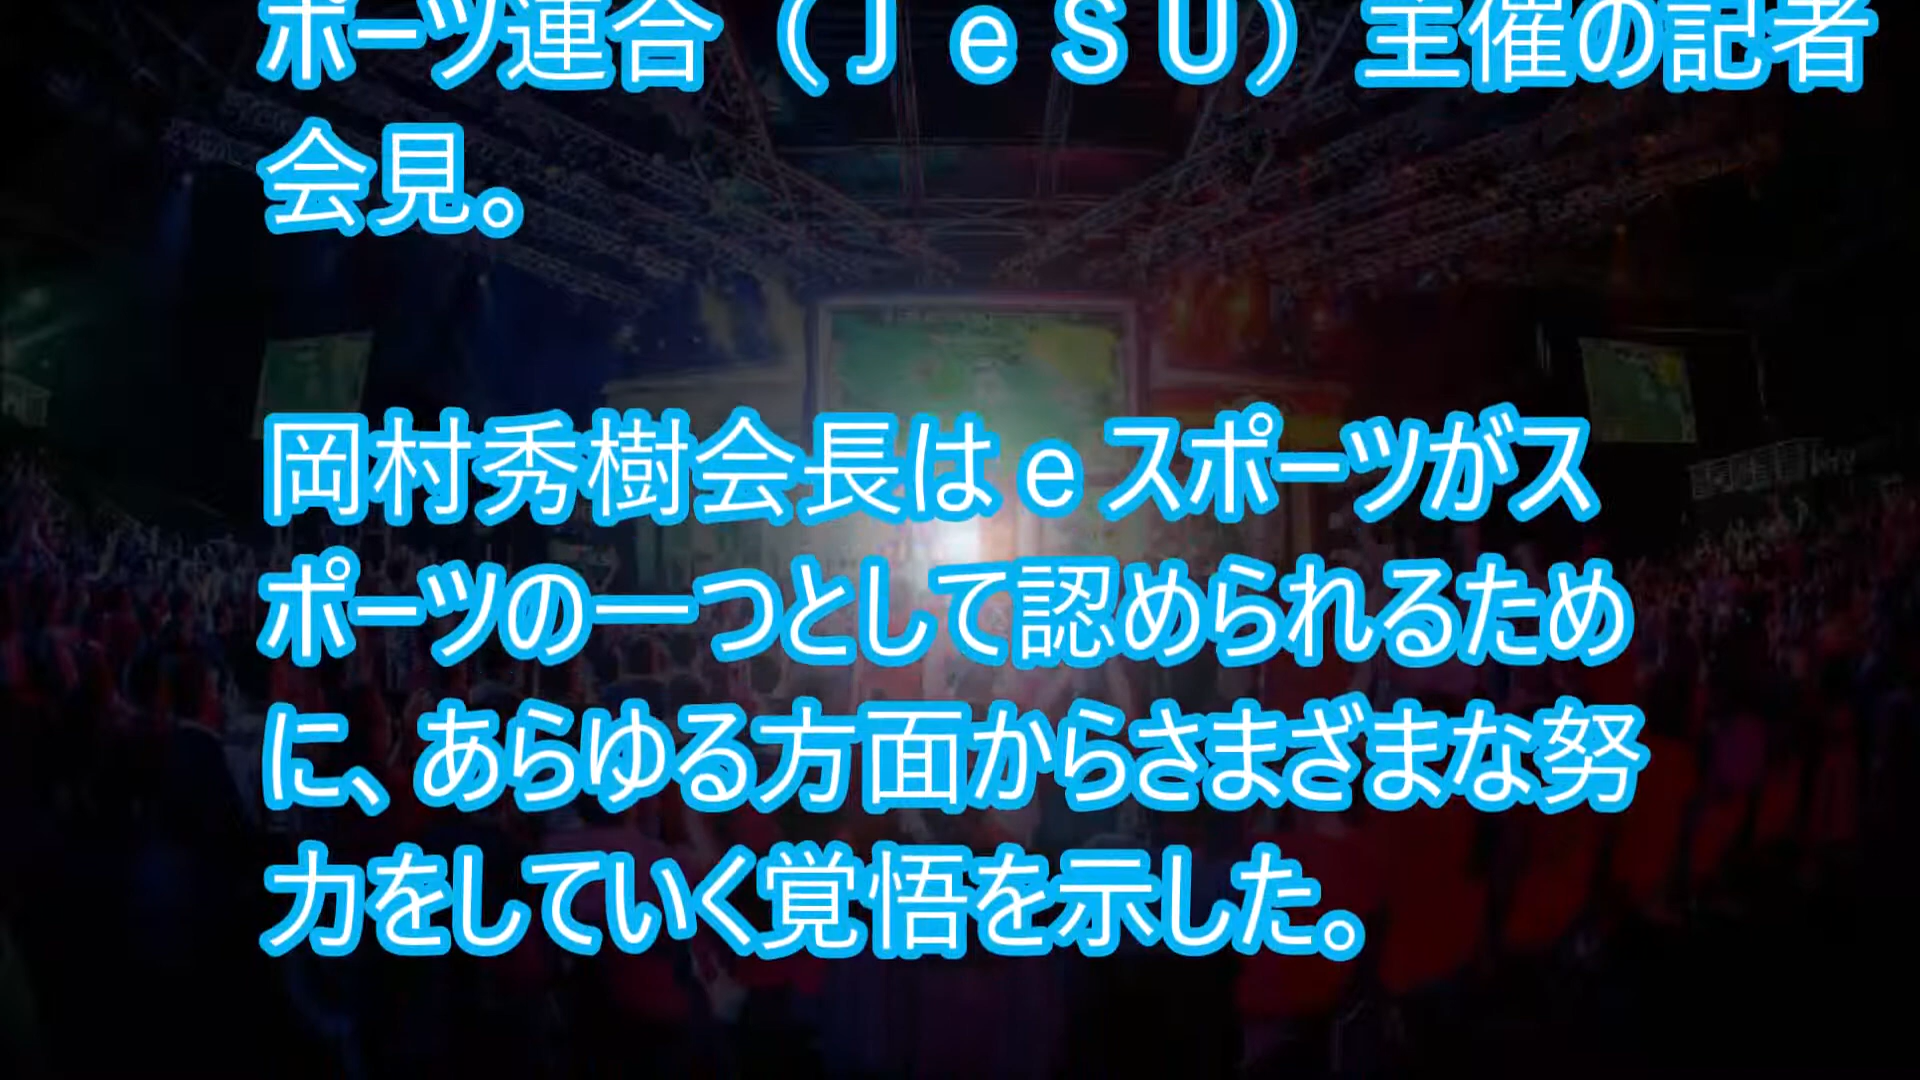 ポーツ連合（ＪｅＳＵ）主催の記者
会見。
岡村秀樹会長はｅスポーツがス
ポーツの一つとして認められるため
に、あらゆる方面からさまざまな努
力をしていく覚悟を示した。